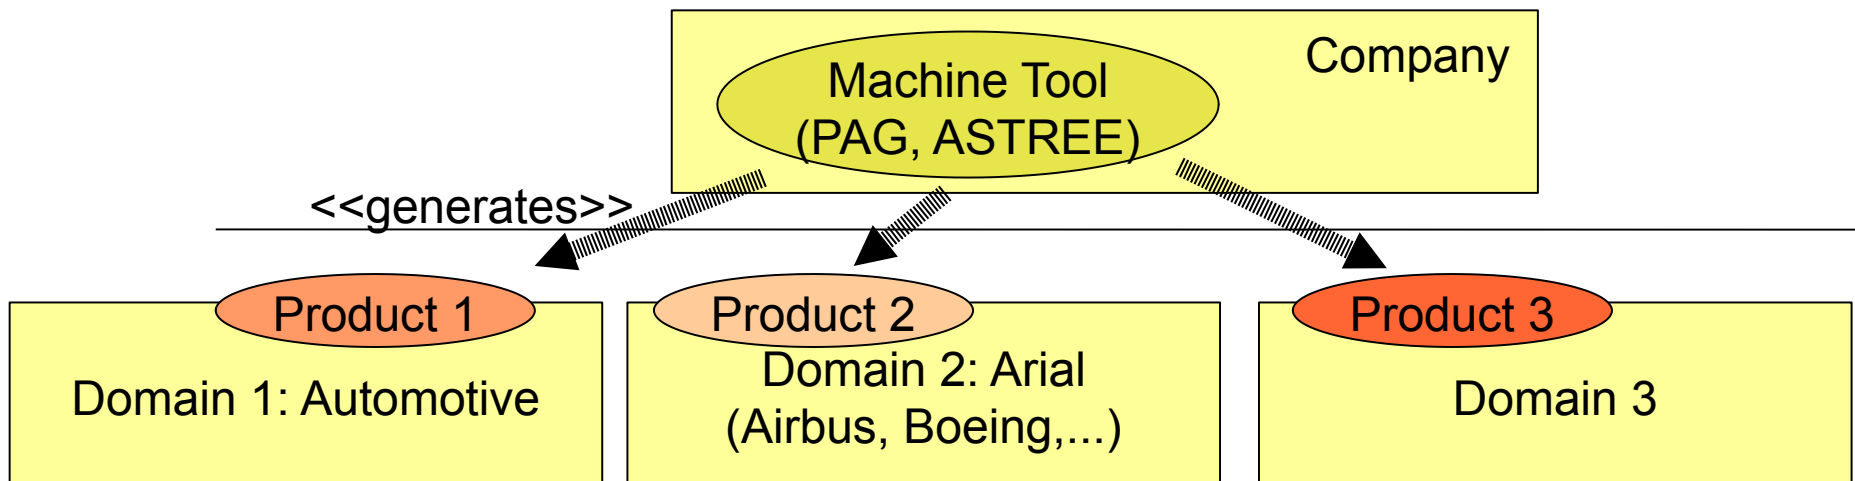 Company
Machine Tool
(PAG, ASTREE)
<<generates>>
Product 1
Product 2
Product 3
Domain 1: Automotive
Domain 2: Arial
(Airbus, Boeing,...)
Domain 3